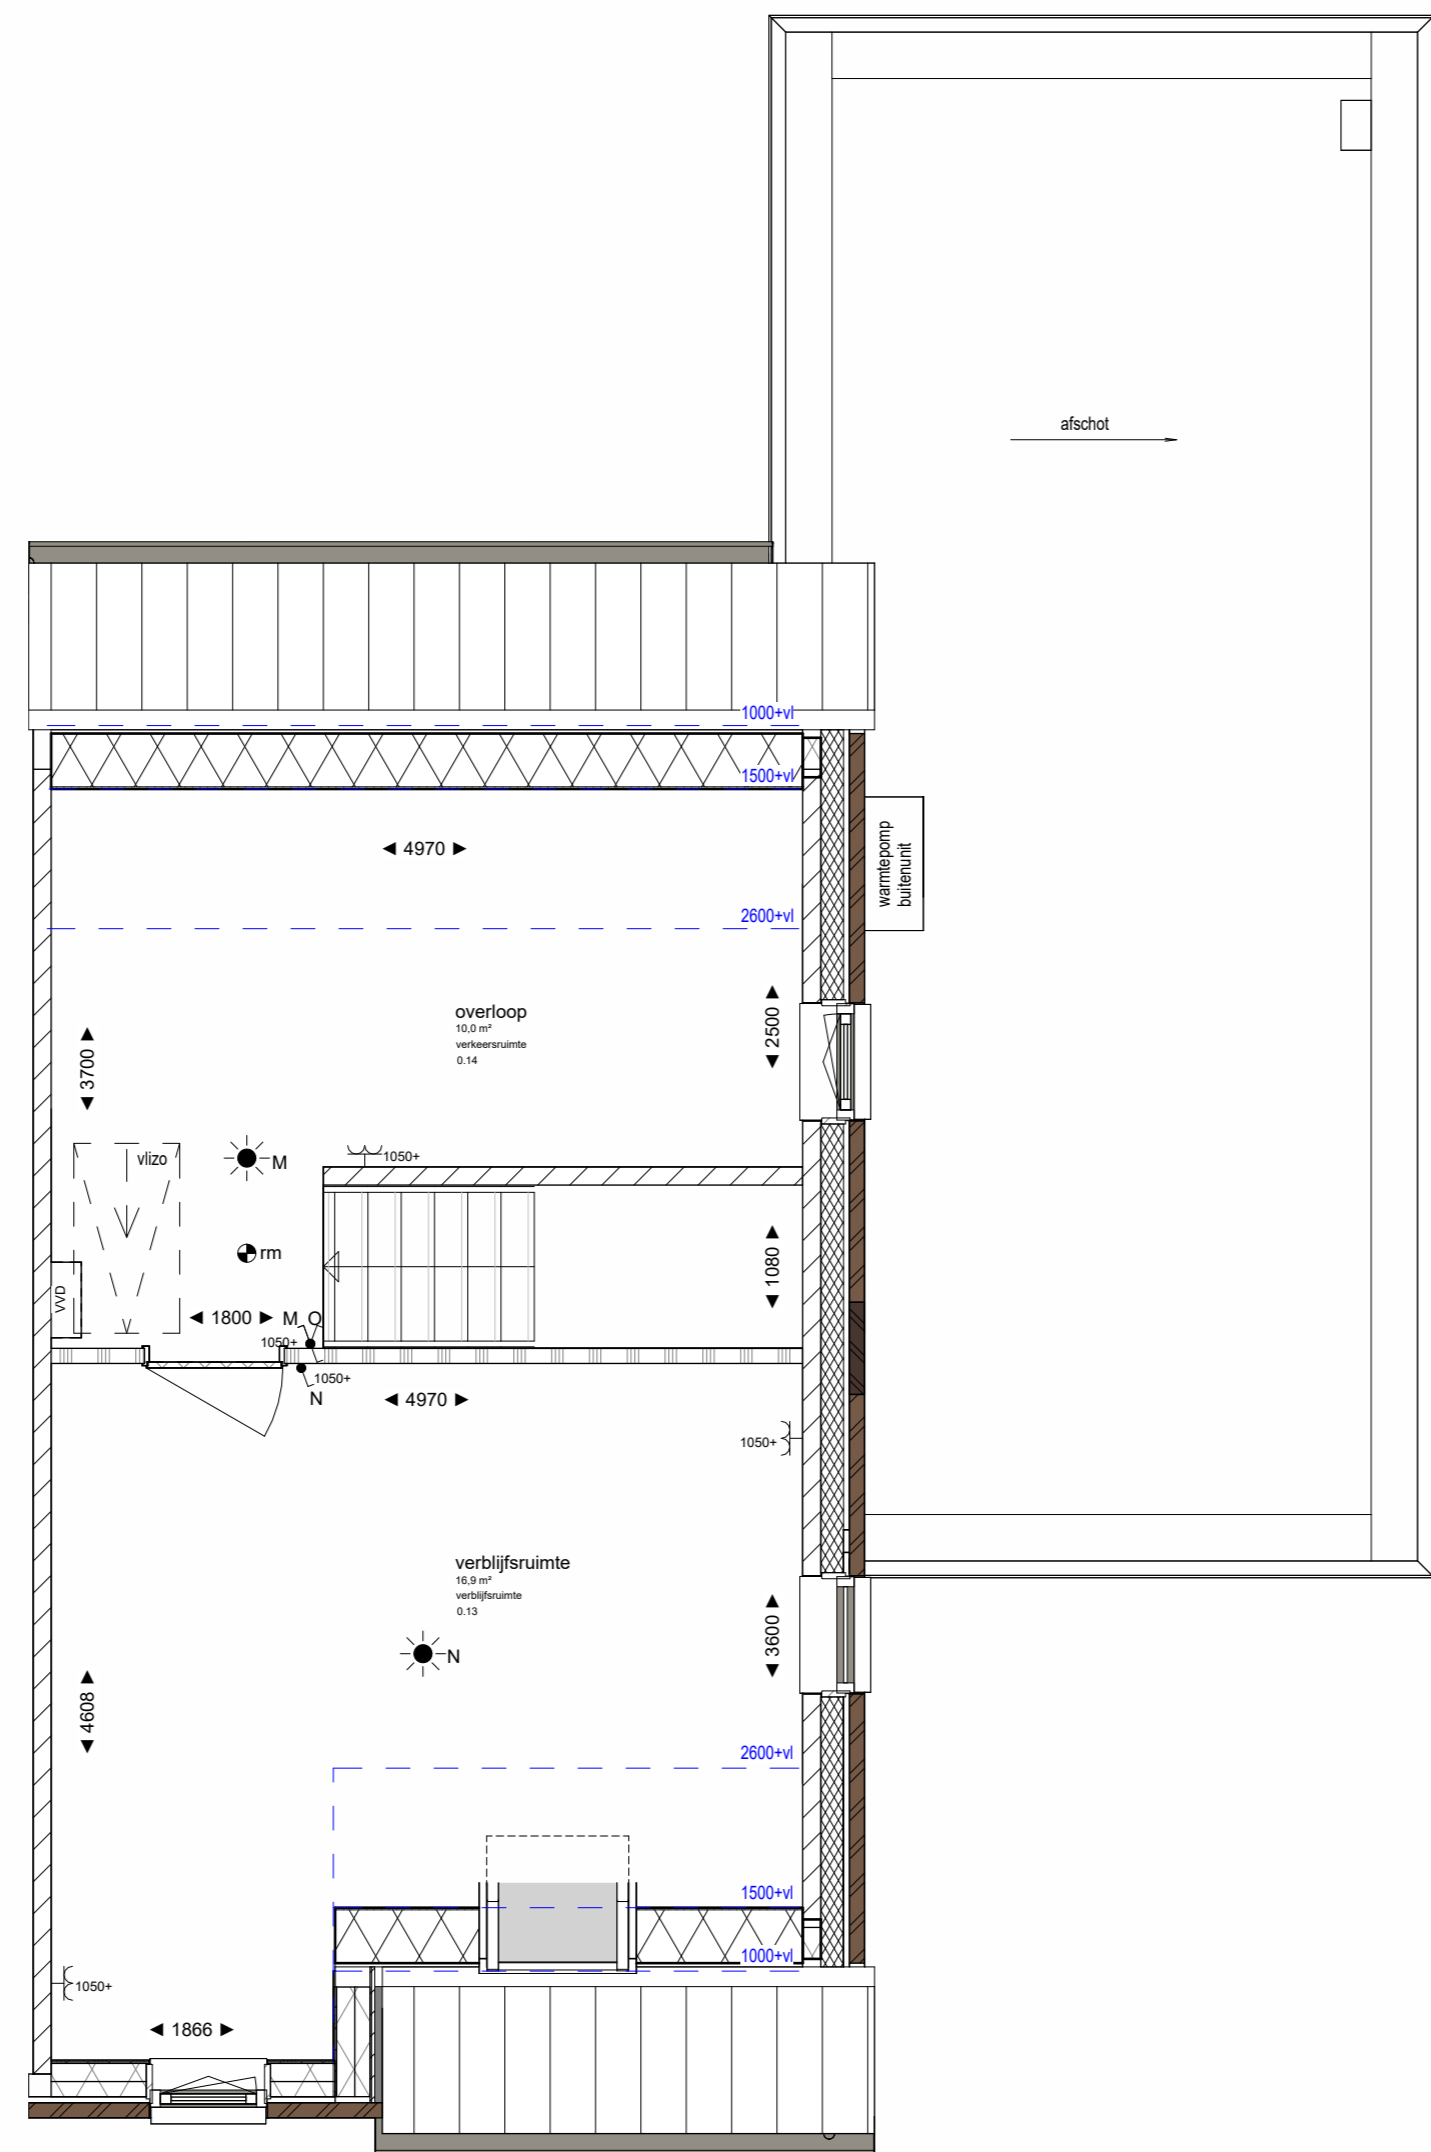 afschot
1000+vl
1500+vl
warmtepomp
buitenunit
4970
2600+vl
overloop
10,0 m²
verkeersruimte
0.14
2500
3700
vlizo
M
1050+
rm
1080
VVD
1800
M O
1050+
1050+
N
4970
1050+
verblijfsruimte
16,9 m²
verblijfsruimte
0.13
N
3600
4608
2600+vl
1500+vl
1000+vl
1050+
1866